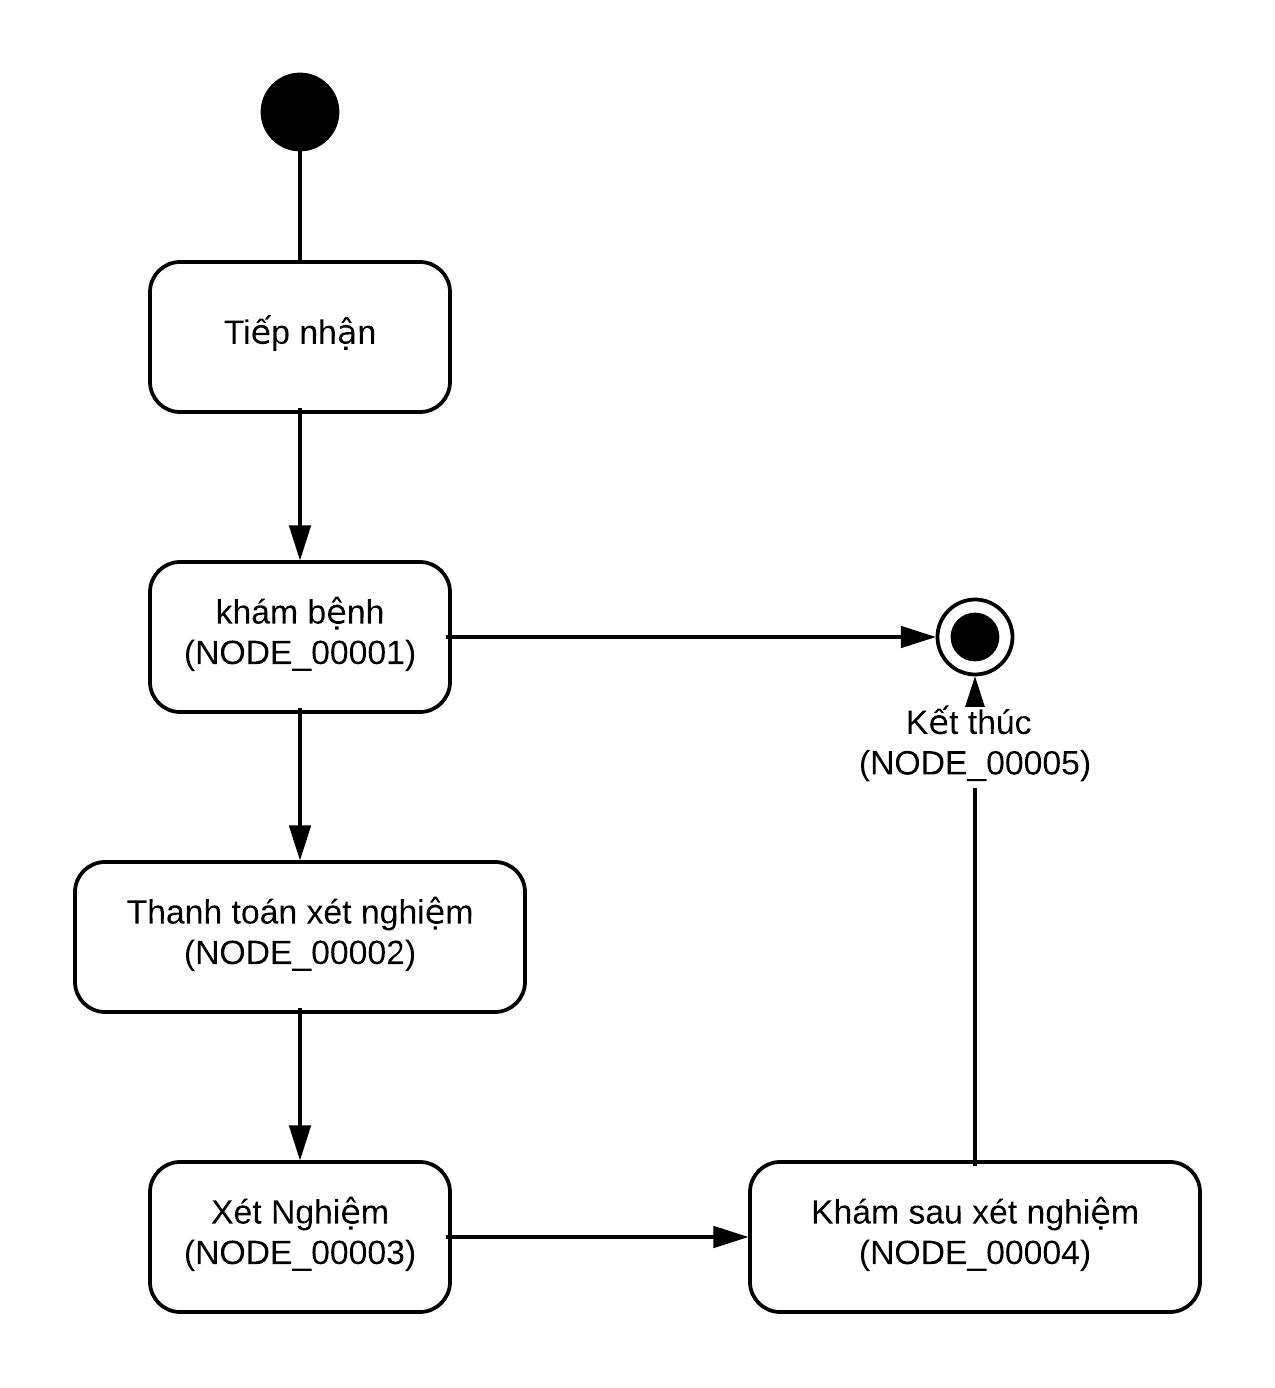 Tiếp nhận
khám bệnh
(NODE_00001)
Kết thúc
(NODE_00005)
Thanh toán xét nghiệm
(NODE_00002)
Xét Nghiệm
(NODE_00003)
Khám sau xét nghiệm
(NODE_00004)